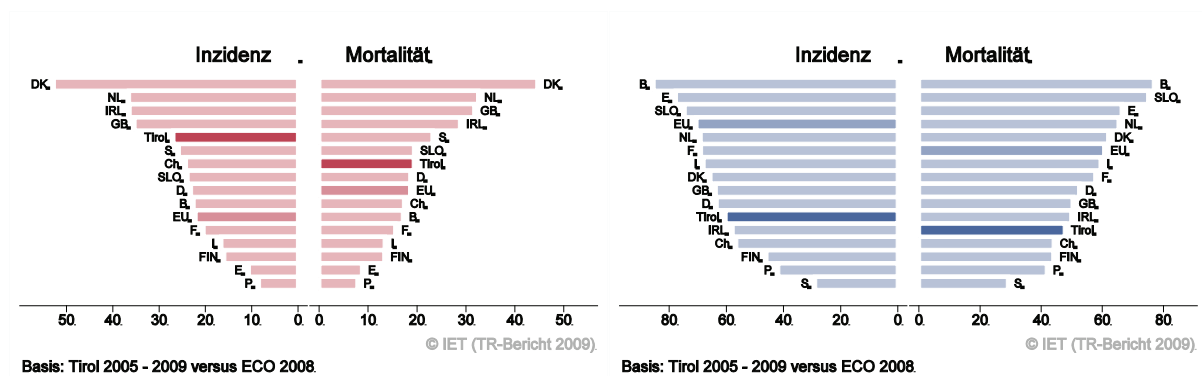 Inzidenz . Mortalität.
DK.
NL.
IRL.
GB.
Tirol.
S.
Ch.
SLO.
D.
B.
EU.
F.
I.
FIN.
E.
P.
DK.
NL.
GB.
IRL.
S.
SLO.
Tirol.
D.
EU.
Ch.
B.
F.
I.
FIN.
E.
P.
50. 40. 30. 20. 10. 0. 0. 10. 20. 30. 40. 50.
© IET (TR-Bericht 2009).
Basis: Tirol 2005 - 2009 versus ECO 2008.
Inzidenz . Mortalität.
B.
E.
SLO.
EU.
NL.
F.
I.
DK.
GB.
D.
Tirol.
IRL.
Ch.
FIN.
P.
S.
B.
SLO.
E.
NL.
DK.
EU.
I.
F.
D.
GB.
IRL.
Tirol.
Ch.
FIN.
P.
S.
80. 60. 40. 20. 0. 0. 20. 40. 60. 80.
© IET (TR-Bericht 2009).
Basis: Tirol 2005 - 2009 versus ECO 2008.